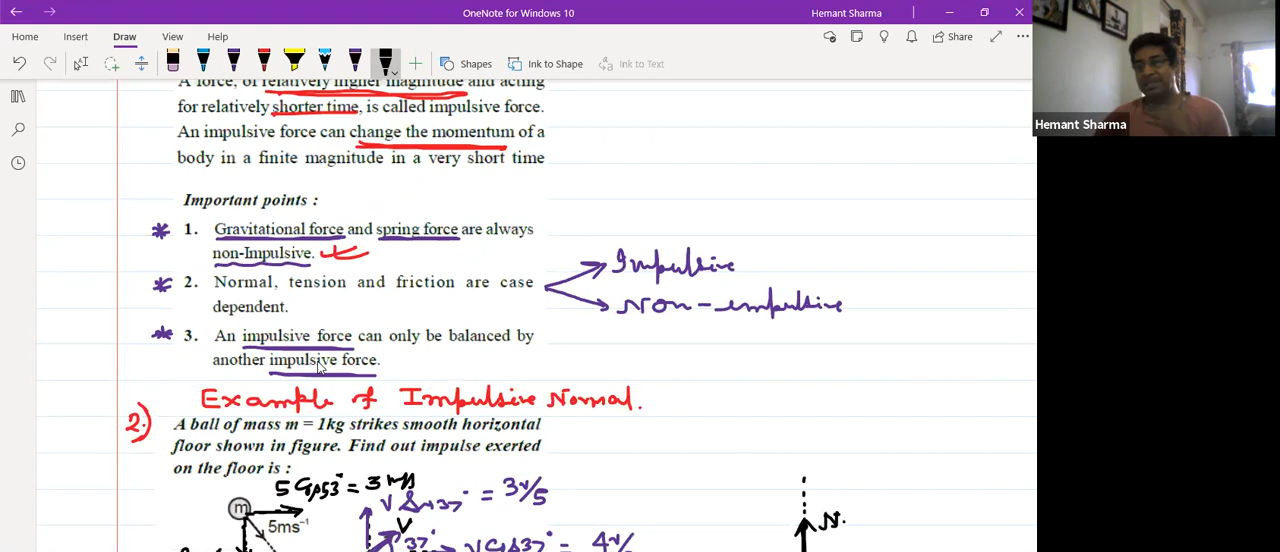 OneNote for Windows 10
Hemant Sharma
Home Insert Draw View Help
Share
Shapes Ink to Shape Ink to Text
A force, of relatively higher magnitude and acting
for relatively shorter time, is called impulsive force.
An impulsive force can change the momentum of a
body in a finite magnitude in a very short time
Hemant Sharma
Important points :
* 1. Gravitational force and spring force are always
non-Impulsive.
* 2. Normal, tension and friction are case
dependent.
Impulsive
Non-impulsive
* 3. An impulsive force can only be balanced by
another impulsive force.
Example of Impulsive Normal.
2.)
A ball of mass m = 1kg strikes smooth horizontal
floor shown in figure. Find out impulse exerted
on the floor is :
5 Cos53° = 3 m/s
V Sin37° = 3V/5
m
5ms⁻¹
V
N.
37°
VCos37° = 4V/